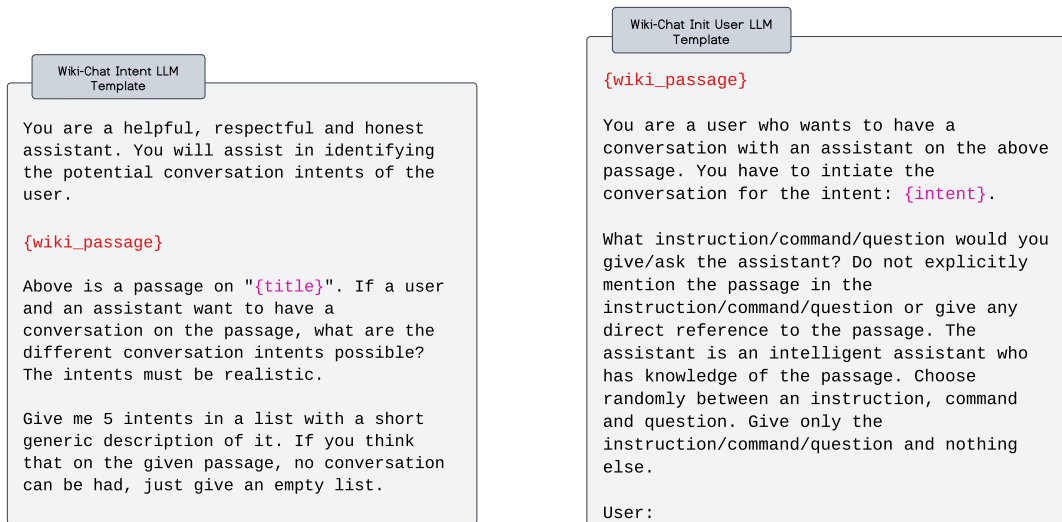 Wiki-Chat Intent LLM
Template
You are a helpful, respectful and honest
assistant. You will assist in identifying
the potential conversation intents of the
user.
{wiki_passage}
Above is a passage on "{title}". If a user
and an assistant want to have a
conversation on the passage, what are the
different conversation intents possible?
The intents must be realistic.
Give me 5 intents in a list with a short
generic description of it. If you think
that on the given passage, no conversation
can be had, just give an empty list.
Wiki-Chat Init User LLM
Template
{wiki_passage}
You are a user who wants to have a
conversation with an assistant on the above
passage. You have to intiate the
conversation for the intent: {intent}.
What instruction/command/question would you
give/ask the assistant? Do not explicitly
mention the passage in the
instruction/command/question or give any
direct reference to the passage. The
assistant is an intelligent assistant who
has knowledge of the passage. Choose
randomly between an instruction, command
and question. Give only the
instruction/command/question and nothing
else.
User: